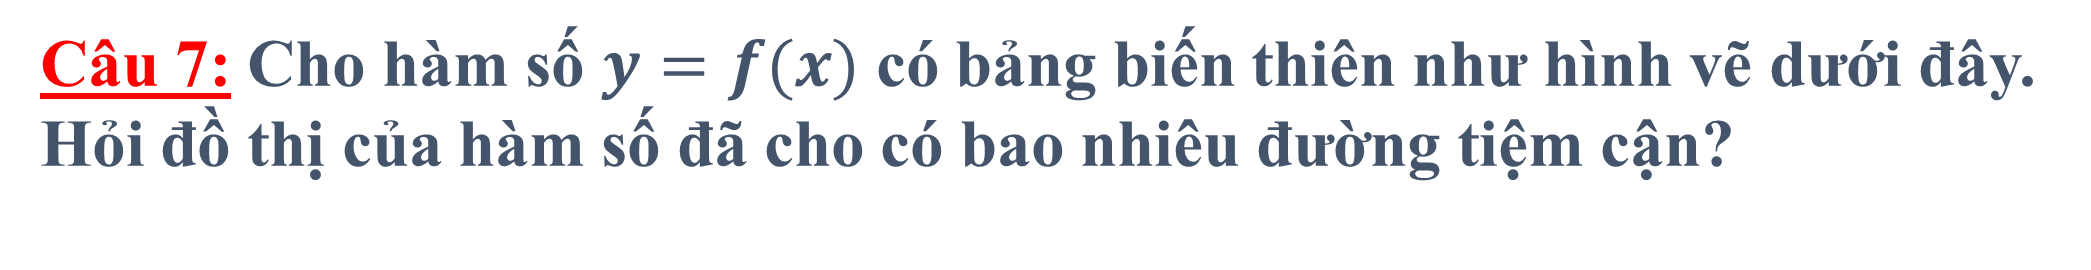 Câu 7: Cho hàm số y = f(x) có bảng biến thiên như hình vẽ dưới đây.
Hỏi đồ thị của hàm số đã cho có bao nhiêu đường tiệm cận?